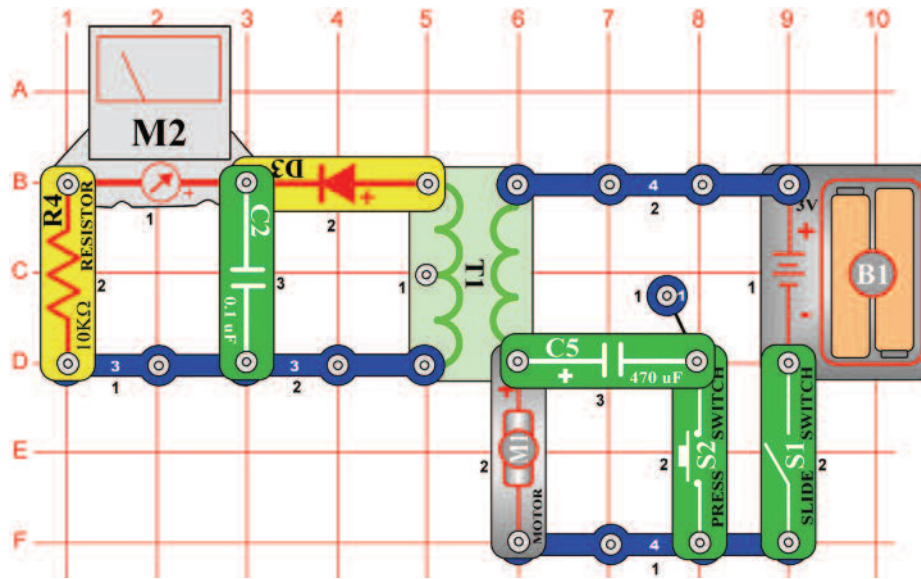 1 2 3 4 5 6 7 8 9 10
A
M2
D3
B
+
1
+
2
4
2
3V
R4
RESISTOR
10KΩ
C2
0.1 uF
C
2
3
1
T1
1
1
1
+
-
B1
D
3
1
3
2
C5
+
470 uF
3
+
M1
MOTOR
E
2
2
S2
PRESS SWITCH
S1
SLIDE SWITCH
2
F
4
1